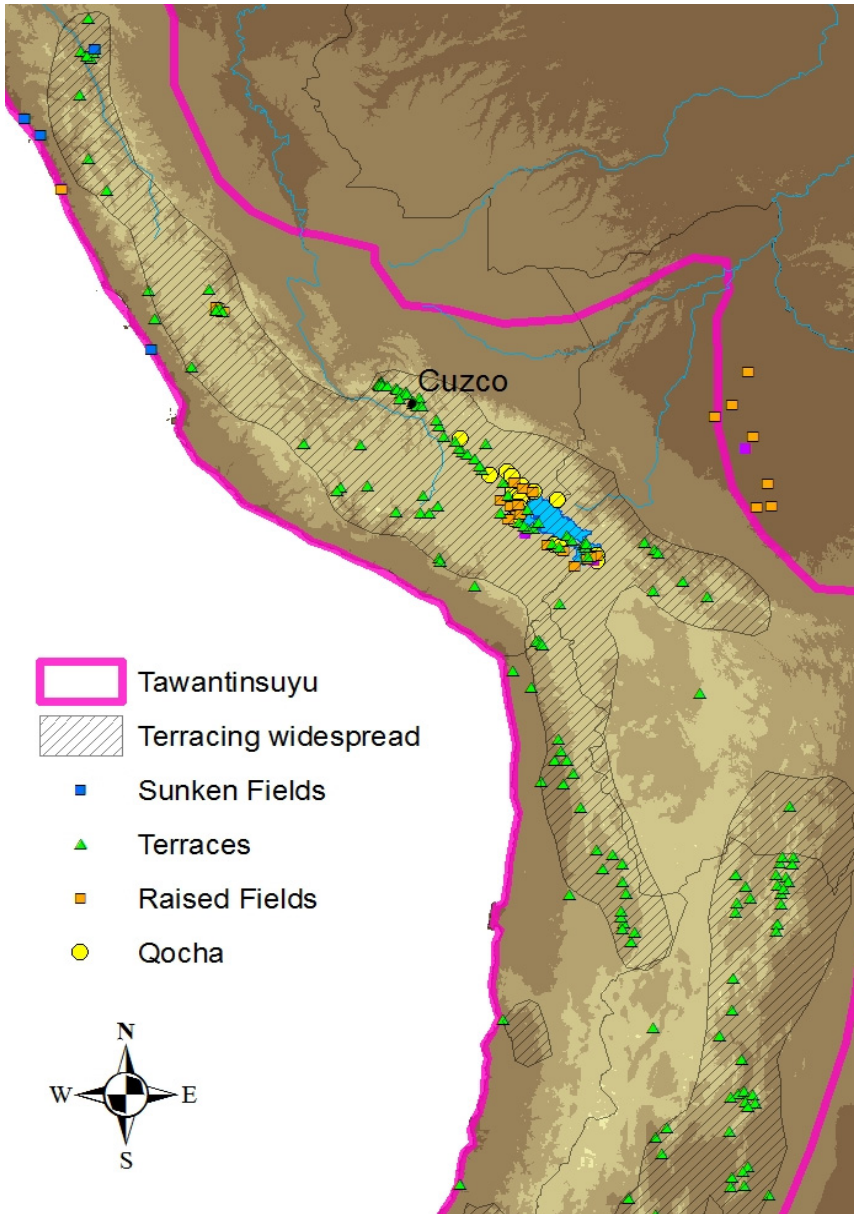 Cuzco
Tawantinsuyu
Terracing widespread
Sunken Fields
Terraces
Raised Fields
Qocha
N
W E
S